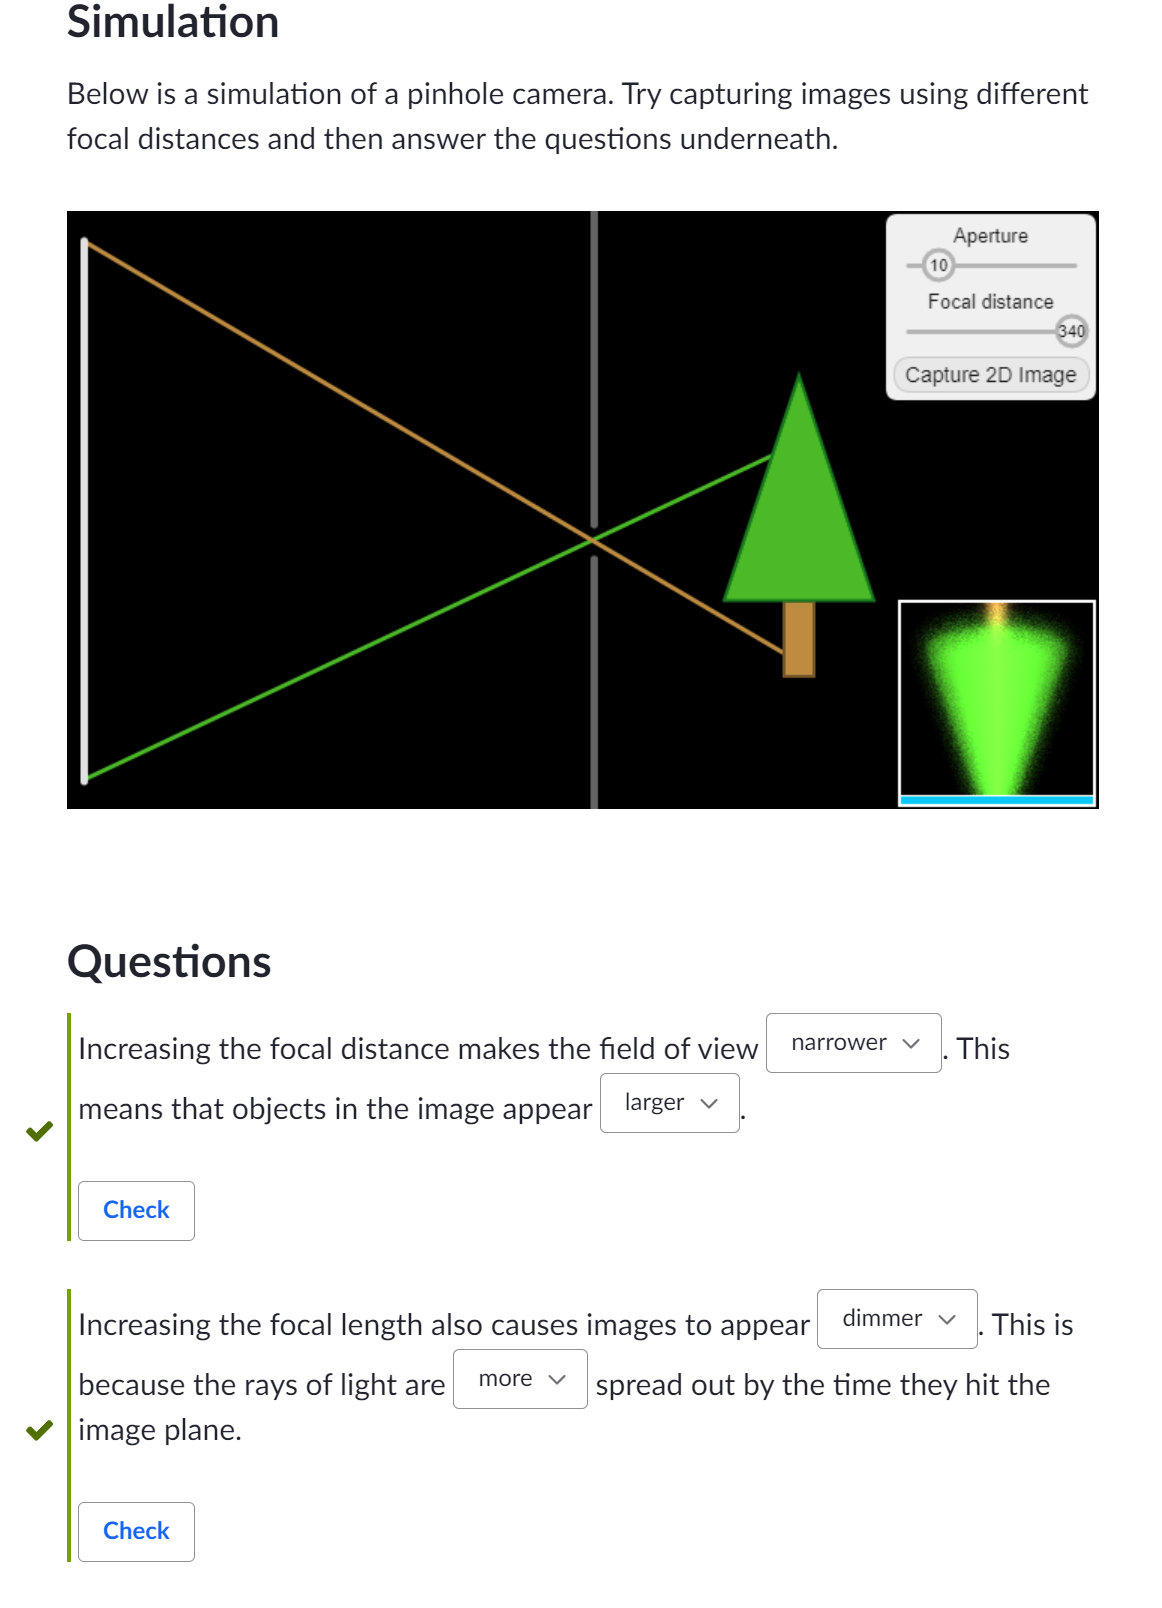 Simulation
Below is a simulation of a pinhole camera. Try capturing images using different
focal distances and then answer the questions underneath.
Aperture
10
Focal distance
340
Capture 2D Image
Questions
Increasing the focal distance makes the field of view narrower. This
means that objects in the image appear larger.
Check
Increasing the focal length also causes images to appear dimmer. This is
because the rays of light are more spread out by the time they hit the
image plane.
Check